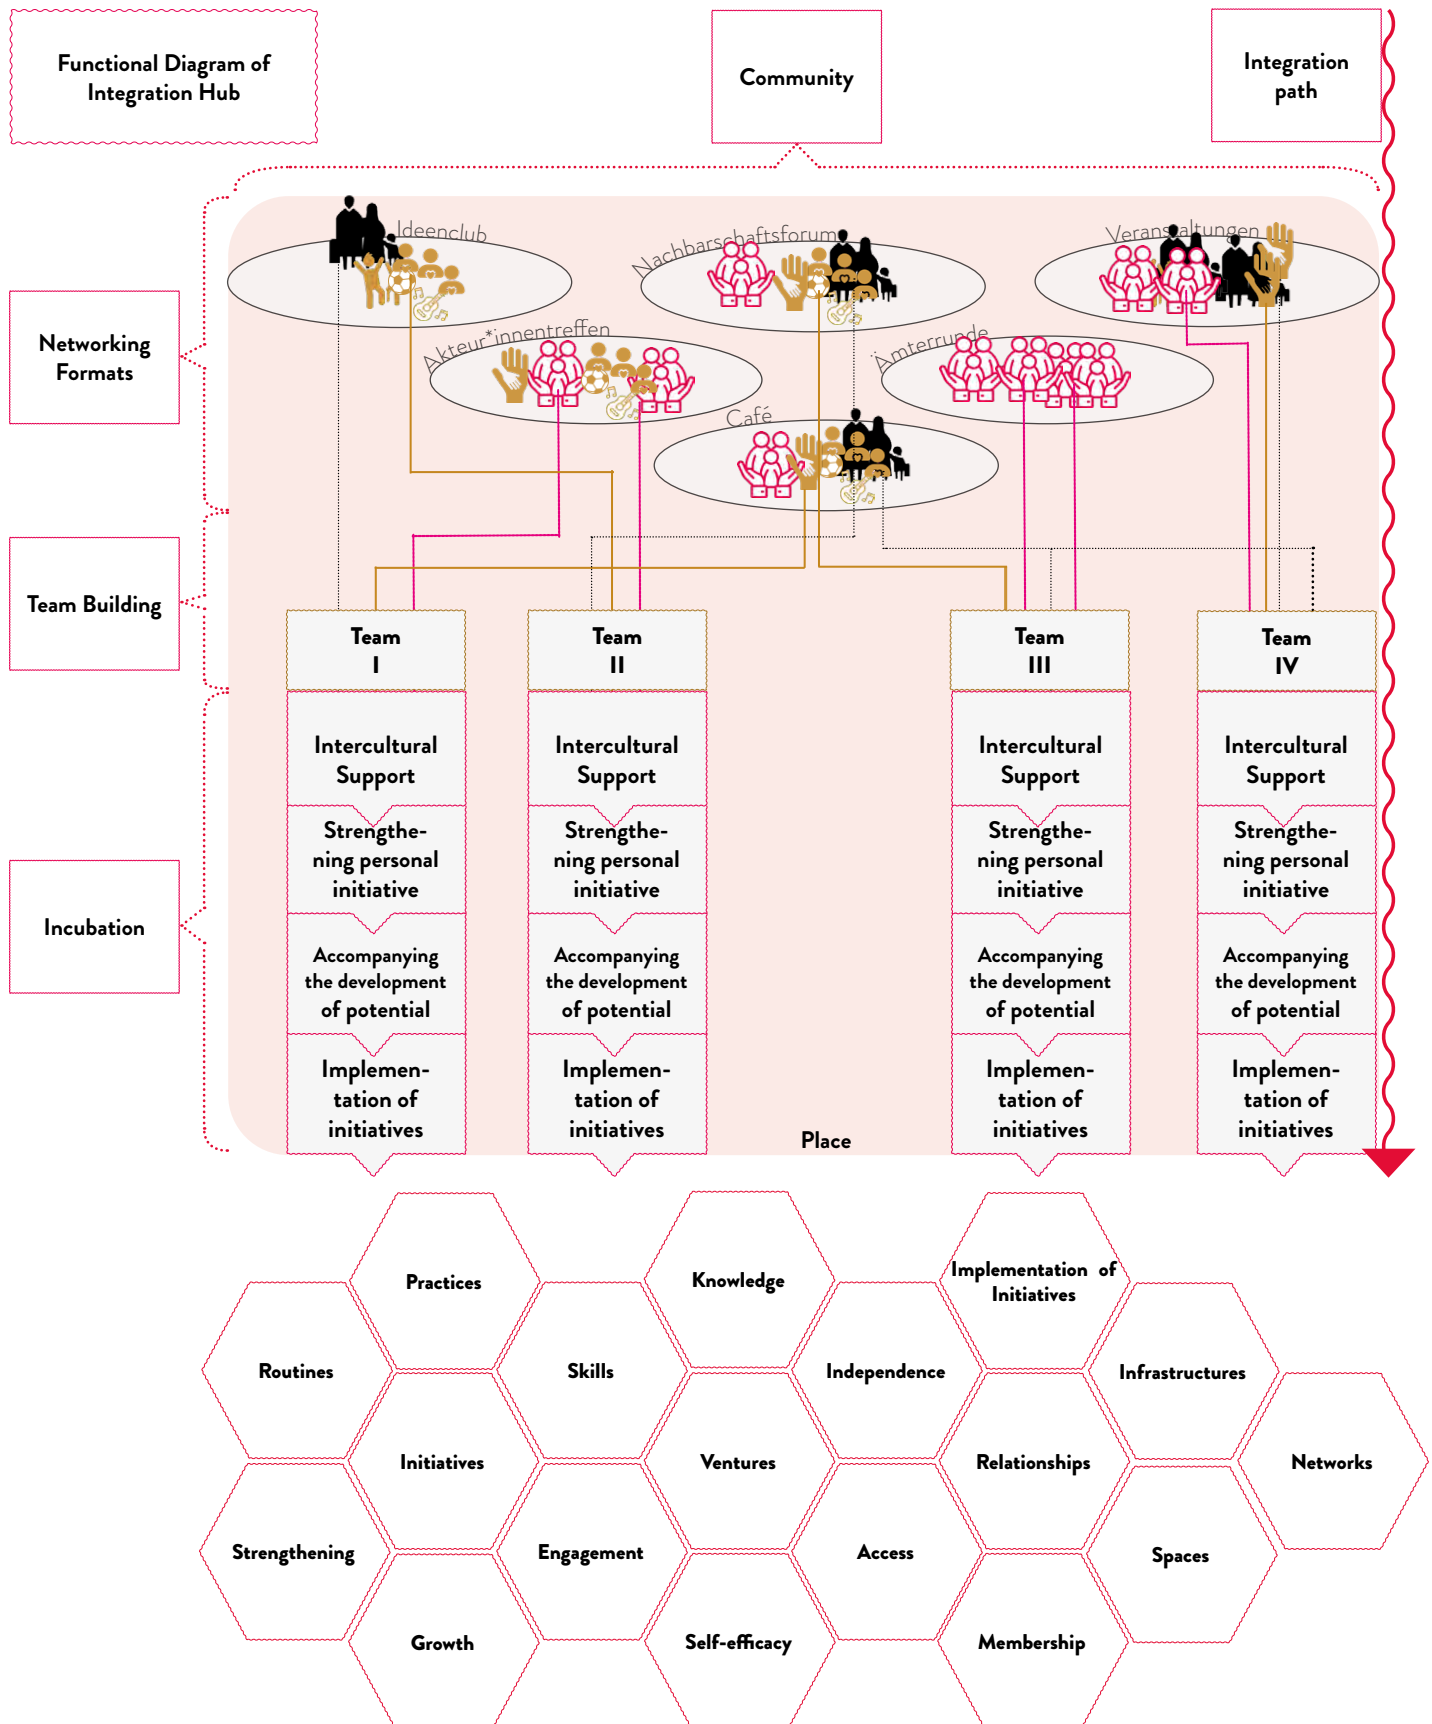 Functional Diagram of
Integration Hub
Community
Integration
path
Ideenclub
Nachbarschaftsforum
Veranstaltungen
Networking
Formats
Akteur*innentreffen
Ämterrunde
Café
Team Building
Team
I
Team
II
Team
III
Team
IV
Incubation
Intercultural
Support
Strengthe-
ning personal
initiative
Accompanying
the development
of potential
Implemen-
tation of
initiatives
Intercultural
Support
Strengthe-
ning personal
initiative
Accompanying
the development
of potential
Implemen-
tation of
initiatives
Intercultural
Support
Strengthe-
ning personal
initiative
Accompanying
the development
of potential
Implemen-
tation of
initiatives
Intercultural
Support
Strengthe-
ning personal
initiative
Accompanying
the development
of potential
Implemen-
tation of
initiatives
Place
Practices
Knowledge
Implementation of
Initiatives
Routines
Skills
Independence
Infrastructures
Initiatives
Ventures
Relationships
Networks
Strengthening
Engagement
Access
Spaces
Growth
Self-efficacy
Membership